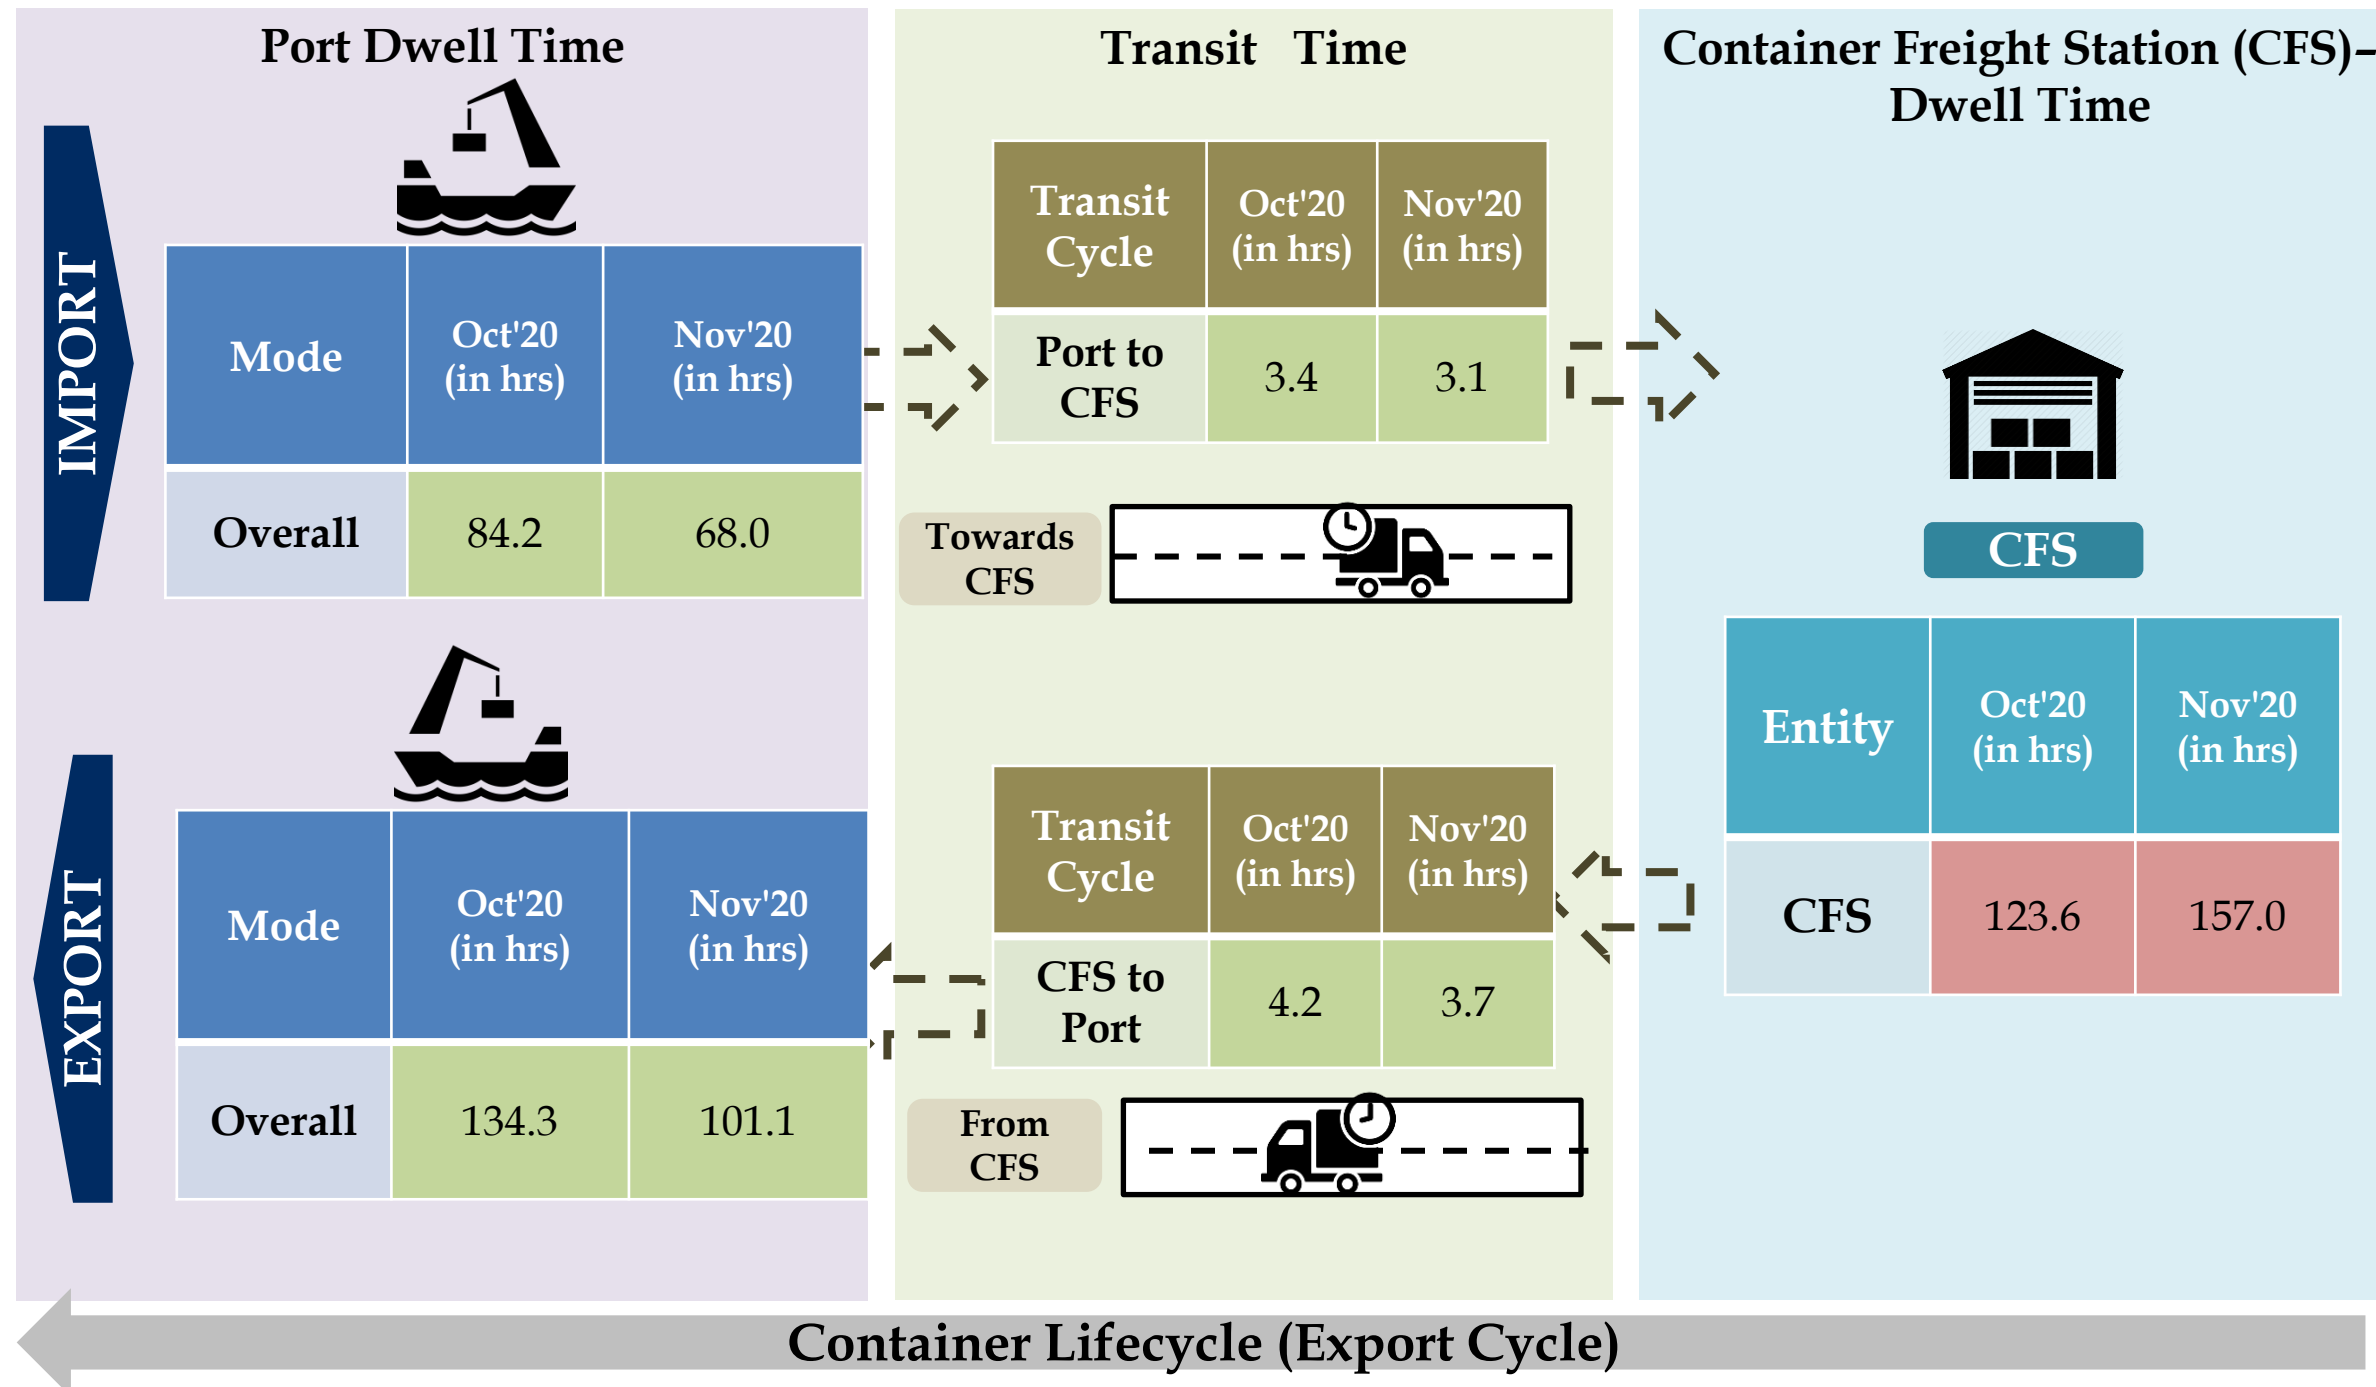 Port Dwell Time
Transit Time
Container Freight Station (CFS)–
Dwell Time
IMPORT
Mode
Oct'20
(in hrs)
Nov'20
(in hrs)
Overall
84.2
68.0
Transit
Cycle
Oct'20
(in hrs)
Nov'20
(in hrs)
Port to
CFS
3.4
3.1
Towards
CFS
CFS
Entity
Oct'20
(in hrs)
Nov'20
(in hrs)
CFS
123.6
157.0
EXPORT
Mode
Oct'20
(in hrs)
Nov'20
(in hrs)
Overall
134.3
101.1
Transit
Cycle
Oct'20
(in hrs)
Nov'20
(in hrs)
CFS to
Port
4.2
3.7
From
CFS
Container Lifecycle (Export Cycle)